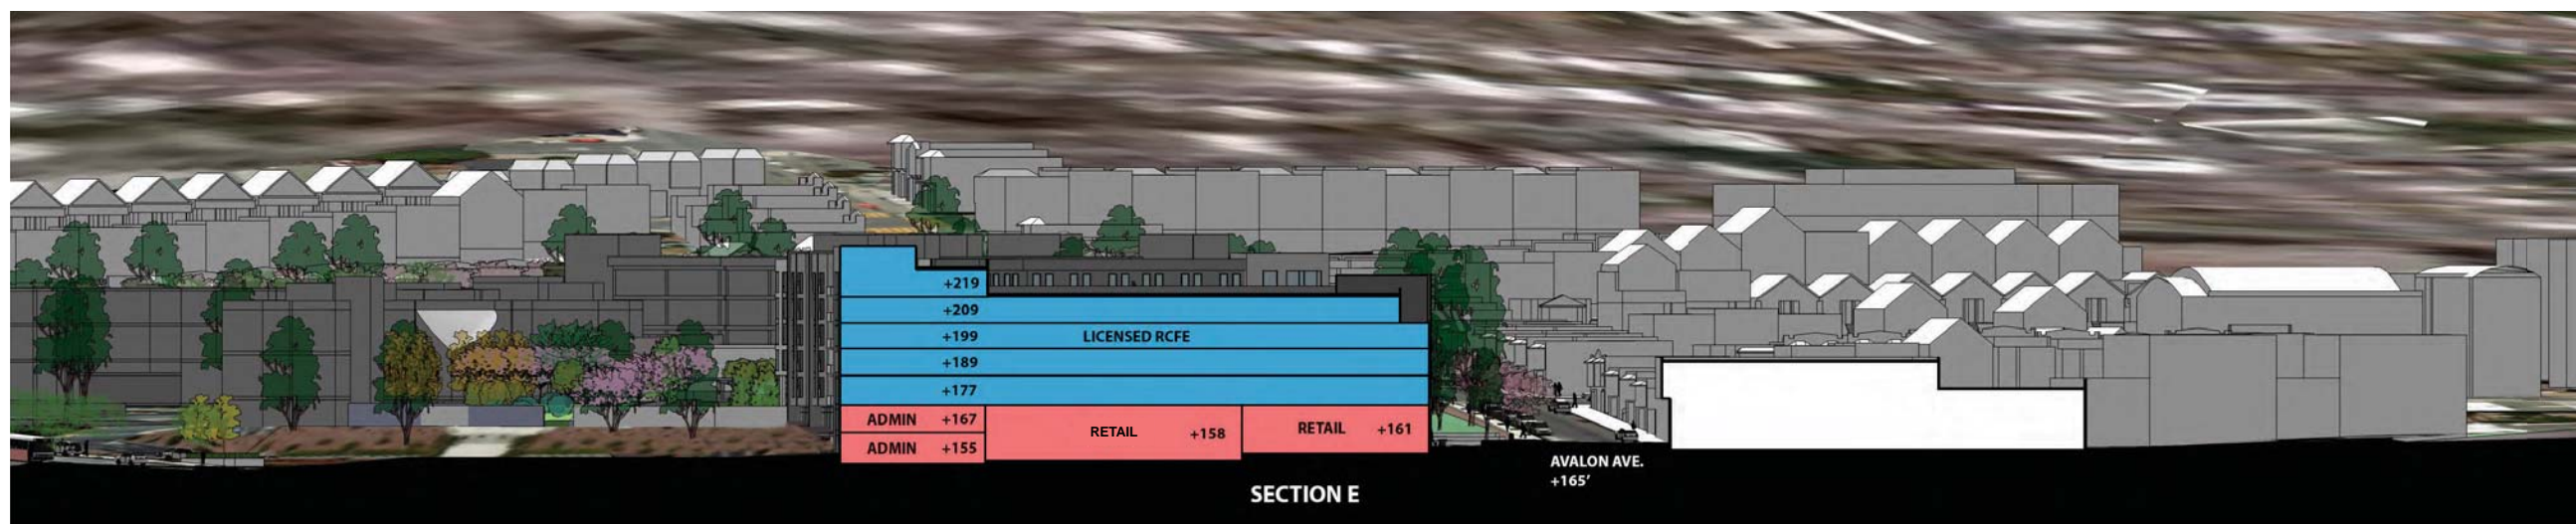 +219
+209
+199 LICENSED RCFE
+189
+177
ADMIN +167
RETAIL +158
RETAIL +161
ADMIN +155
AVALON AVE.
+165'
SECTION E